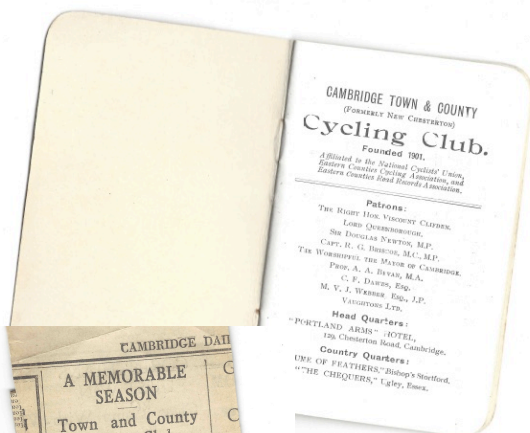 CAMBRIDGE TOWN & COUNTY
(FORMERLY NEW CHESTERTON)
Cycling Club.
Founded 1901.
Affiliated to the National Cyclists' Union,
Eastern Counties Cycling Association, and
Eastern Counties Road Records Association.
Patrons:
THE RIGHT HON. VISCOUNT CLIFDEN.
LORD QUEENBOROUGH.
SIR DOUGLAS NEWTON, M.P.
CAPT. R. G. BRISCOE, M.C., M.P.
THE WORSHIPFUL THE MAYOR OF CAMBRIDGE.
PROF. A. A. BEVAN, M.A.
C. F. DAWES, Esq.
M. V. J. WEBBER, Esq., J.P.
VAUGHTONS LTD.
Head Quarters:
"PORTLAND ARMS" HOTEL,
129, Chesterton Road, Cambridge.
Country Quarters:
URE OF FEATHERS," Bishop's Stortford.
"THE CHEQUERS," Ugley, Essex.
CAMBRIDGE DAI
A MEMORABLE
SEASON
Town and County